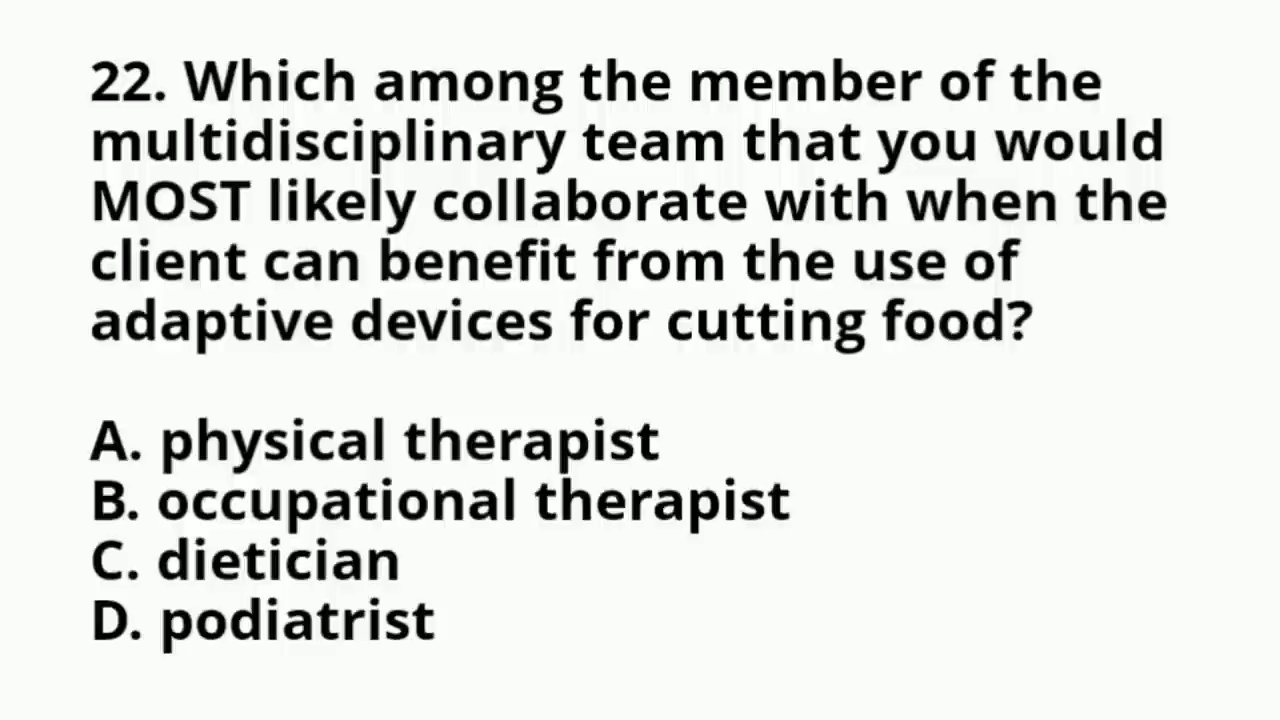 22. Which among the member of the
multidisciplinary team that you would
MOST likely collaborate with when the
client can benefit from the use of
adaptive devices for cutting food?
A. physical therapist
B. occupational therapist
C. dietician
D. podiatrist